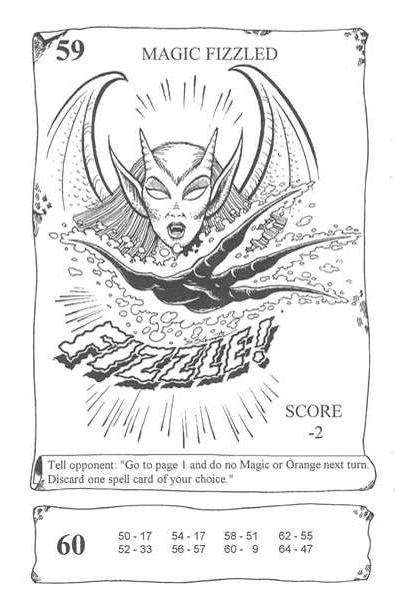 59
MAGIC FIZZLED
FIZZLE!
SCORE
-2
Tell opponent: "Go to page 1 and do no Magic or Orange next turn.
Discard one spell card of your choice."
60
50 - 17 54 - 17 58 - 51 62 - 55
52 - 33 56 - 57 60 - 9 64 - 47